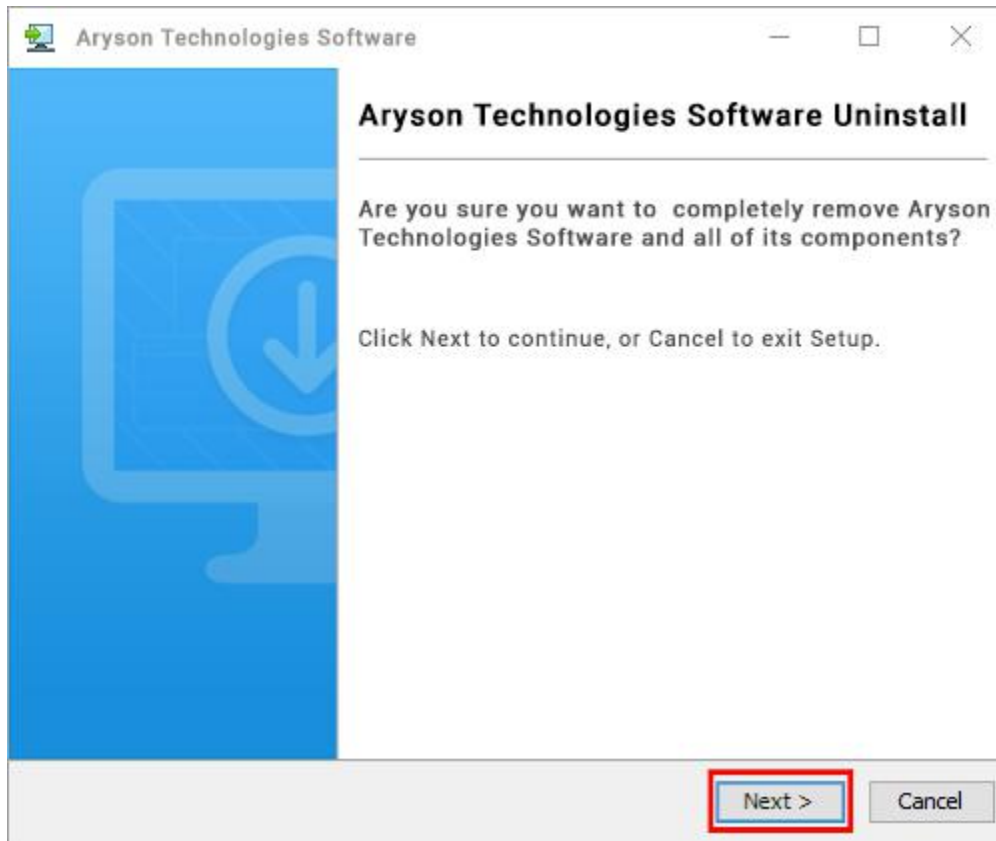 Aryson Technologies Software
Aryson Technologies Software Uninstall
Are you sure you want to  completely remove Aryson
Technologies Software and all of its components?
Click Next to continue, or Cancel to exit Setup.
Next >
Cancel